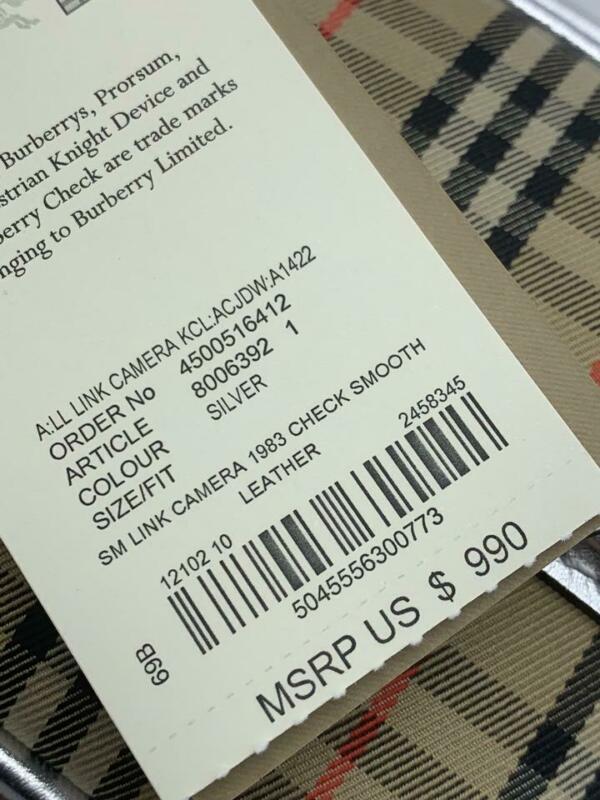 Burberrys, Prorsum,
strian Knight Device and
erry Check are trade marks
nging to Burberry Limited.
A:LL LINK CAMERA KCL:ACJDW:A1422
ORDER No 4500516412
ARTICLE 8006392 1
COLOUR SILVER
SIZE/FIT
SM LINK CAMERA 1983 CHECK SMOOTH
LEATHER
12102 10 2458345
5045556300773
69B
MSRP US $ 990